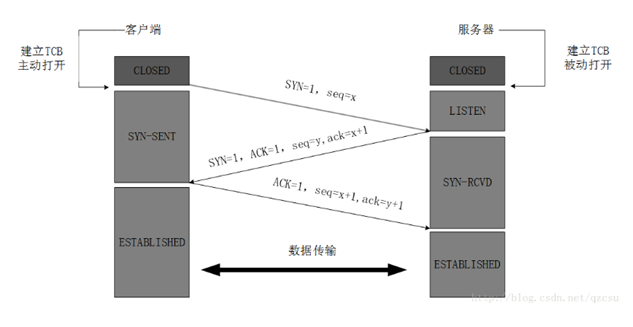 客户端
服务器
建立TCB
主动打开
建立TCB
被动打开
CLOSED
CLOSED
SYN=1, seq=x
LISTEN
SYN-SENT
SYN=1, ACK=1, seq=y,ack=x+1
SYN-RCVD
ACK=1, seq=x+1,ack=y+1
ESTABLISHED
数据传输
ESTABLISHED
http://blog.csdn.net/qzcsu